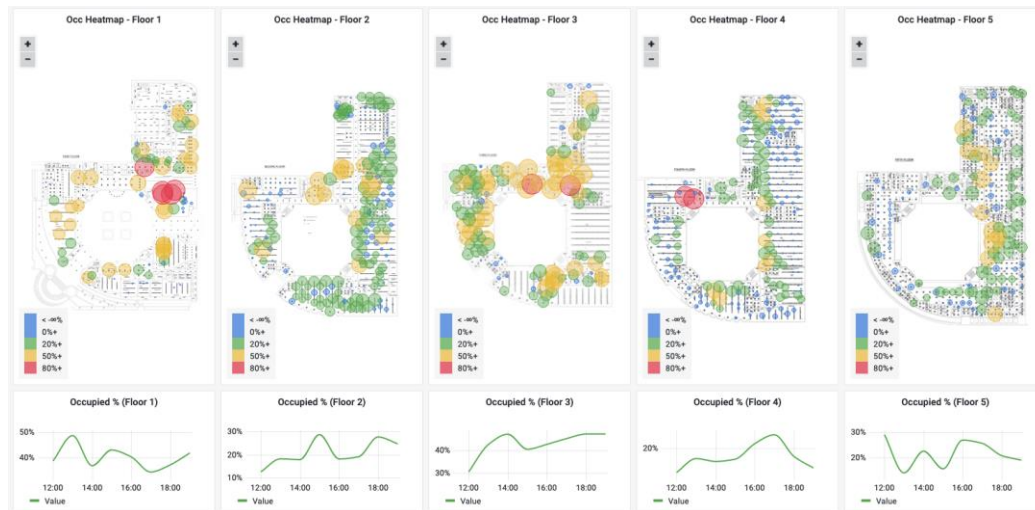 Occ Heatmap - Floor 1
+
−
< -∞%
0%+
20%+
50%+
80%+
Occ Heatmap - Floor 2
+
−
< -∞%
0%+
20%+
50%+
80%+
Occ Heatmap - Floor 3
+
−
< -∞%
0%+
20%+
50%+
80%+
Occ Heatmap - Floor 4
+
−
FOURTH FLOOR
< -∞%
0%+
20%+
50%+
80%+
Occ Heatmap - Floor 5
+
−
< -∞%
0%+
20%+
50%+
80%+
Occupied % (Floor 1)
50%
40%
12:00 14:00 16:00 18:00
Value
Occupied % (Floor 2)
30%
20%
10%
12:00 14:00 16:00 18:00
Value
Occupied % (Floor 3)
40%
30%
12:00 14:00 16:00 18:00
Value
Occupied % (Floor 4)
20%
12:00 14:00 16:00 18:00
Value
Occupied % (Floor 5)
30%
20%
12:00 14:00 16:00 18:00
Value